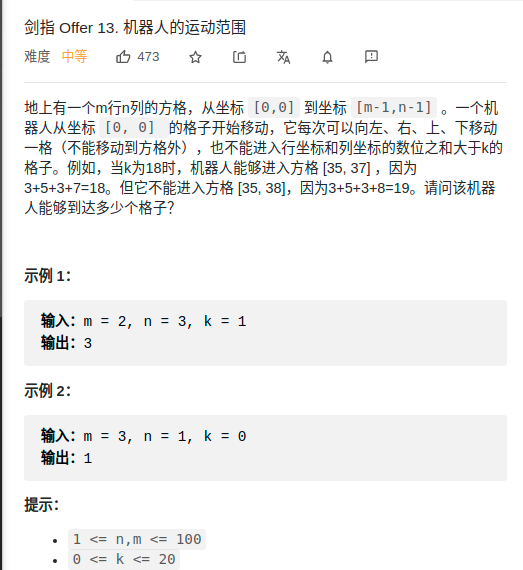 剑指 Offer 13. 机器人的运动范围
难度 中等 473
地上有一个m行n列的方格，从坐标 [0,0] 到坐标 [m-1,n-1] 。一个机
器人从坐标 [0, 0] 的格子开始移动，它每次可以向左、右、上、下移动
一格（不能移动到方格外），也不能进入行坐标和列坐标的数位之和大于k的
格子。例如，当k为18时，机器人能够进入方格 [35, 37] ，因为
3+5+3+7=18。但它不能进入方格 [35, 38]，因为3+5+3+8=19。请问该机器
人能够到达多少个格子？
示例 1：
输入：m = 2, n = 3, k = 1
输出：3
示例 2：
输入：m = 3, n = 1, k = 0
输出：1
提示：
1 <= n,m <= 100
0 <= k <= 20